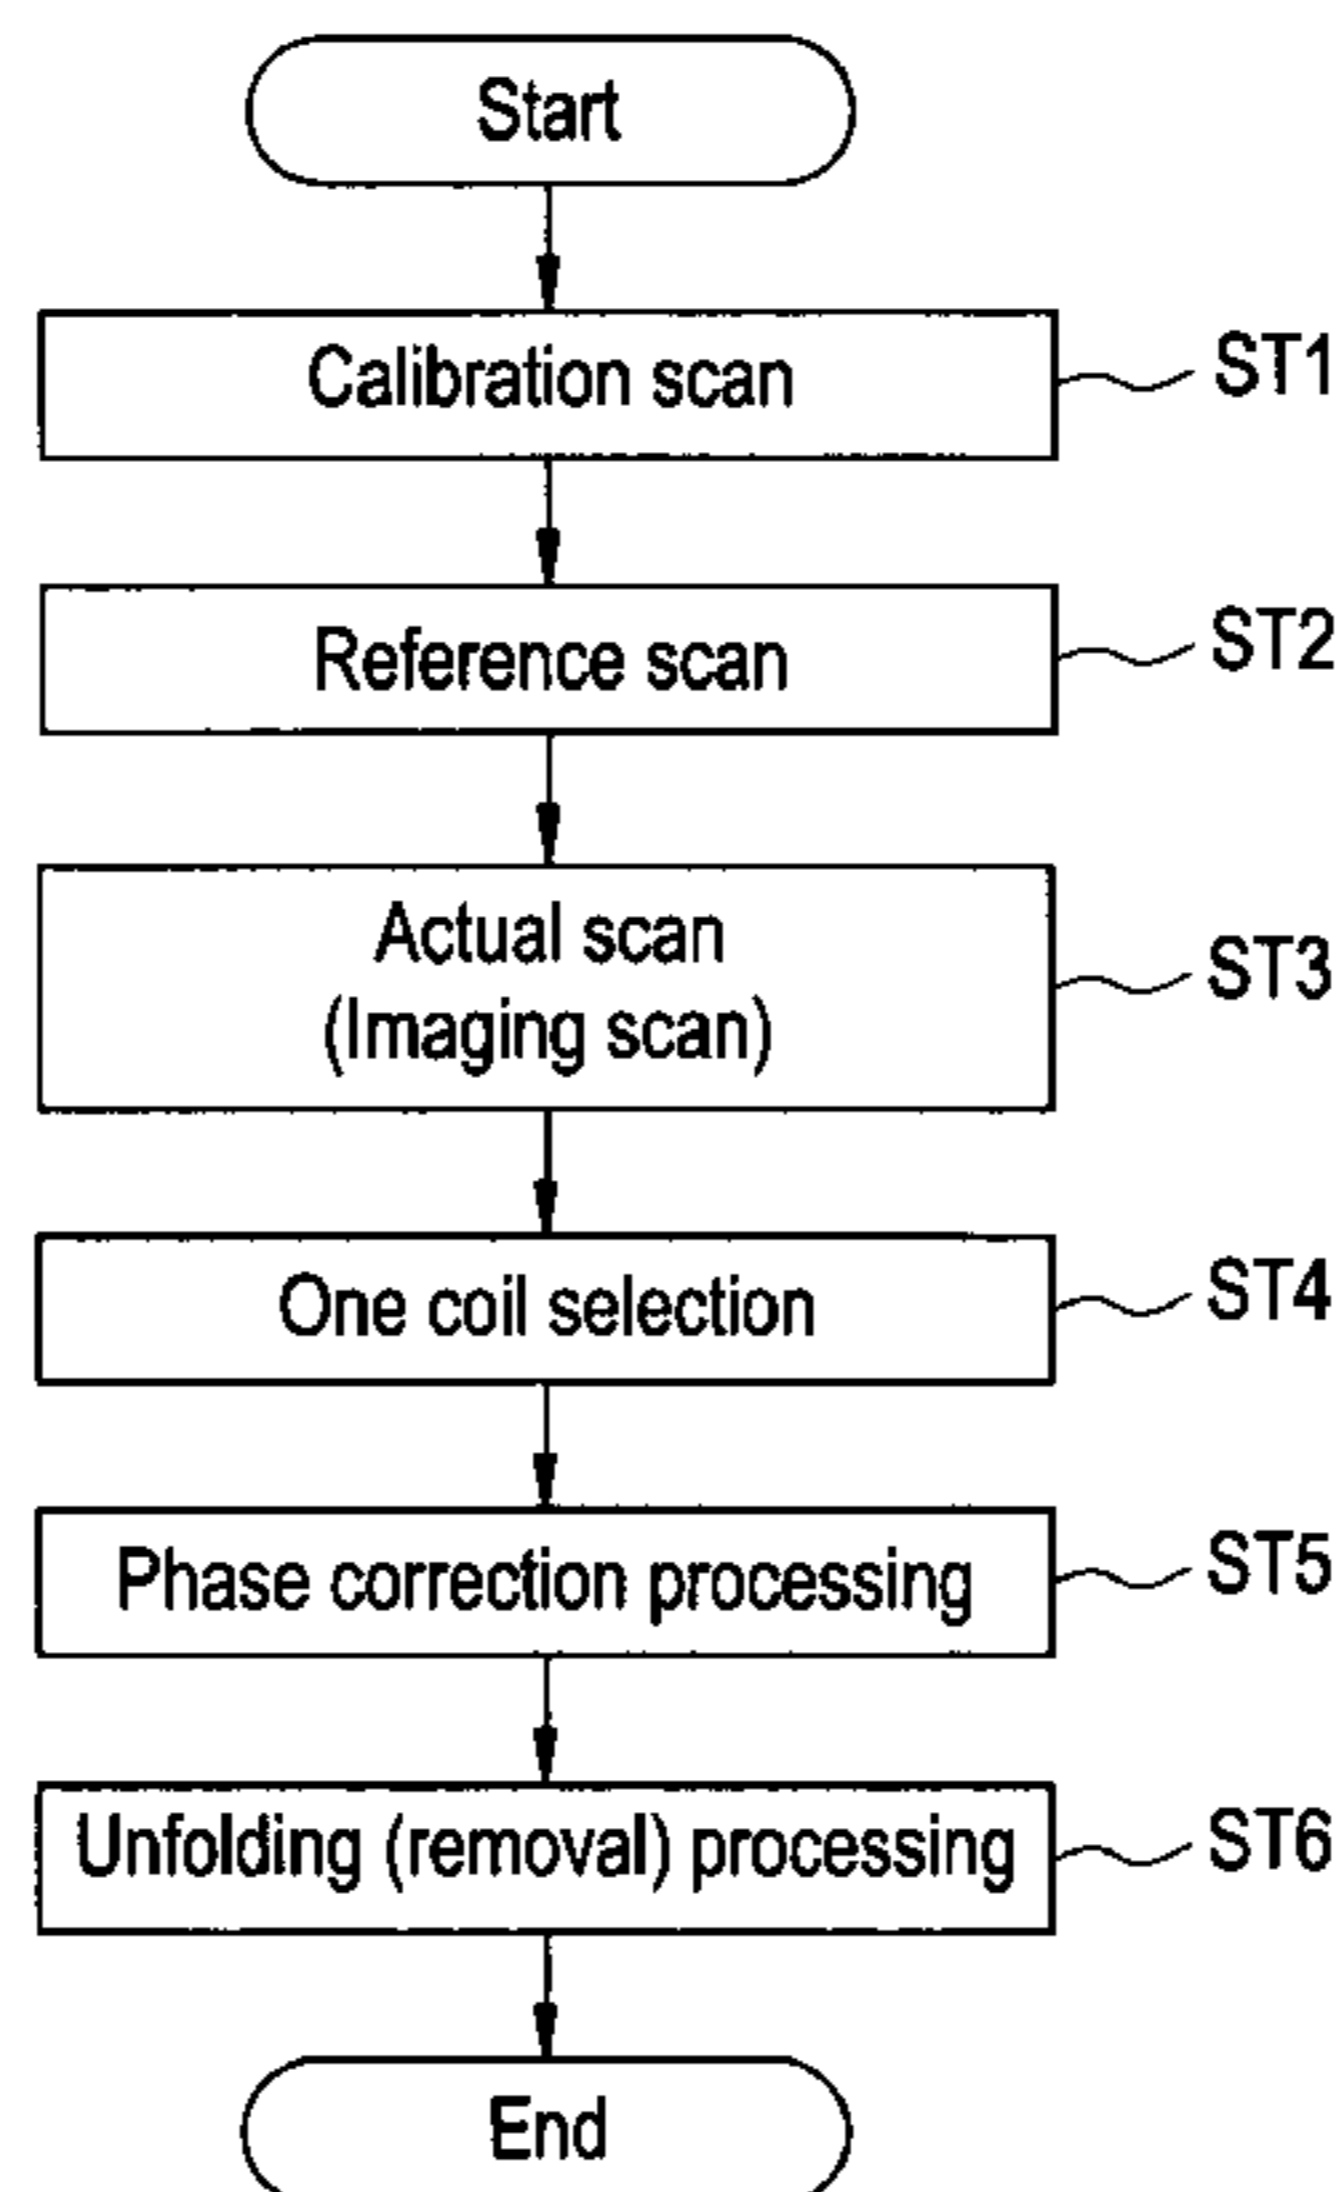 Start
Calibration scan
ST1
Reference scan
ST2
Actual scan
(Imaging scan)
ST3
One coil selection
ST4
Phase correction processing
ST5
Unfolding (removal) processing
ST6
End